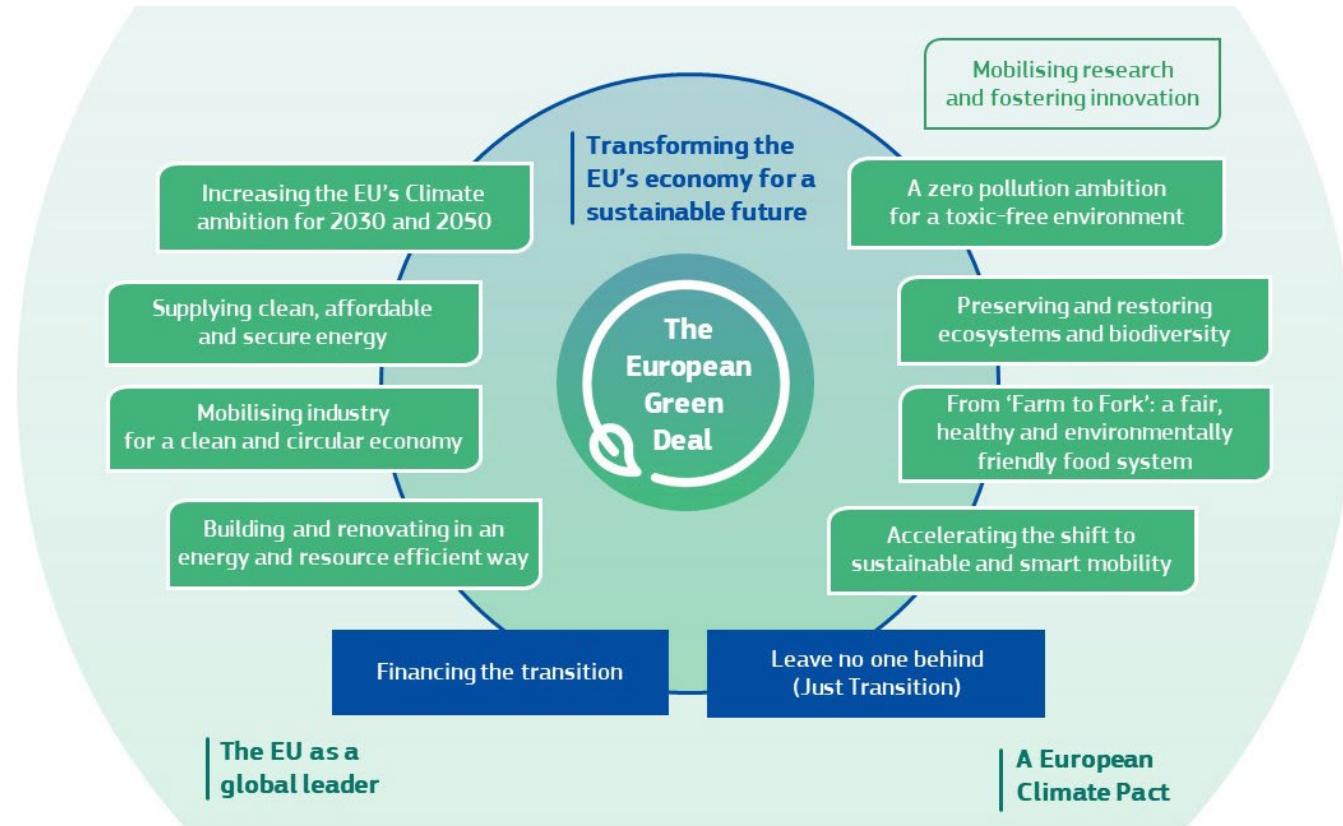 Mobilising research
and fostering innovation
Transforming the
EU's economy for a
sustainable future
Increasing the EU's Climate
ambition for 2030 and 2050
A zero pollution ambition
for a toxic-free environment
Supplying clean, affordable
and secure energy
Preserving and restoring
ecosystems and biodiversity
The
European
Green
Deal
Mobilising industry
for a clean and circular economy
From ‘Farm to Fork’: a fair,
healthy and environmentally
friendly food system
Building and renovating in an
energy and resource efficient way
Accelerating the shift to
sustainable and smart mobility
Financing the transition
Leave no one behind
(Just Transition)
The EU as a
global leader
A European
Climate Pact